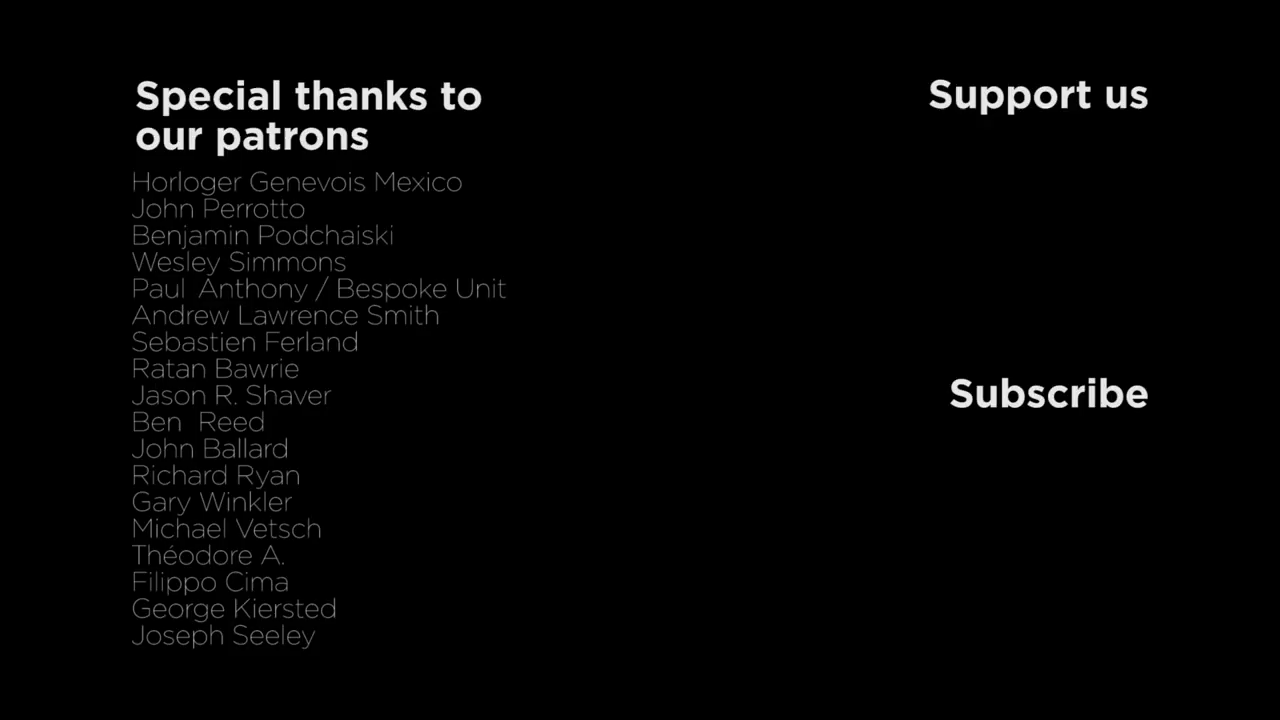 Special thanks to
our patrons
Horloger Genevois Mexico
John Perrotto
Benjamin Podchaiski
Wesley Simmons
Paul Anthony / Bespoke Unit
Andrew Lawrence Smith
Sebastien Ferland
Ratan Bawrie
Jason R. Shaver
Ben Reed
John Ballard
Richard Ryan
Gary Winkler
Michael Vetsch
Théodore A.
Filippo Cima
George Kiersted
Joseph Seeley
Support us
Subscribe